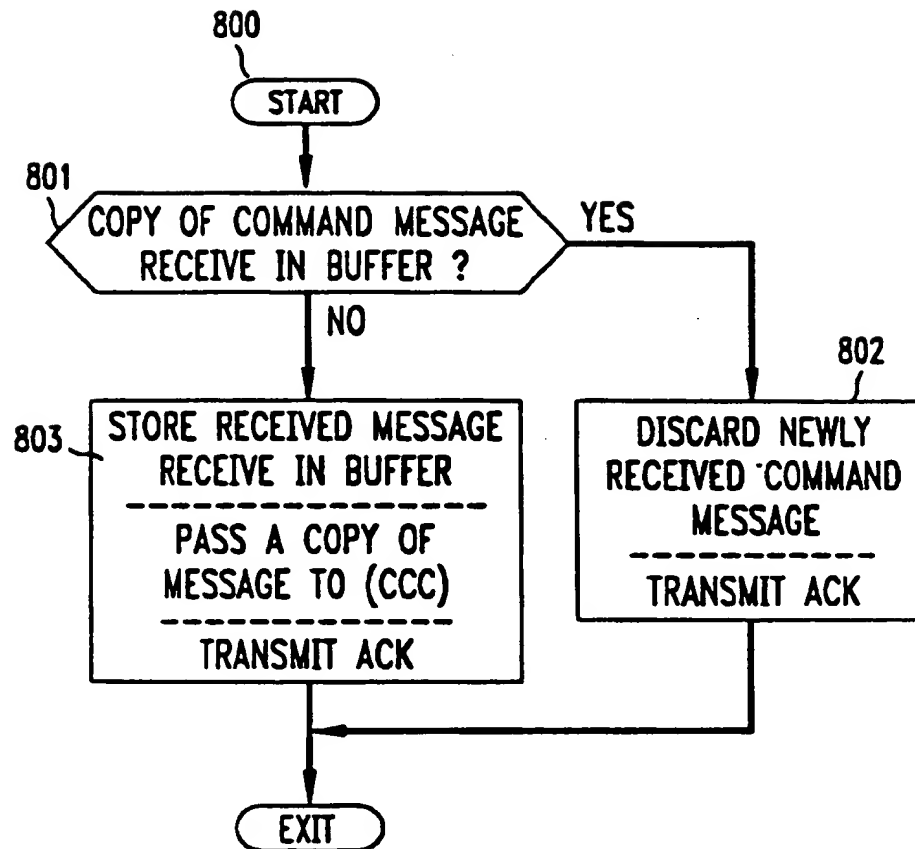 800
START
801
COPY OF COMMAND MESSAGE
RECEIVE IN BUFFER ?
YES
NO
802
803
STORE RECEIVED MESSAGE
RECEIVE IN BUFFER
PASS A COPY OF
MESSAGE TO (CCC)
TRANSMIT ACK
DISCARD NEWLY
RECEIVED COMMAND
MESSAGE
TRANSMIT ACK
EXIT